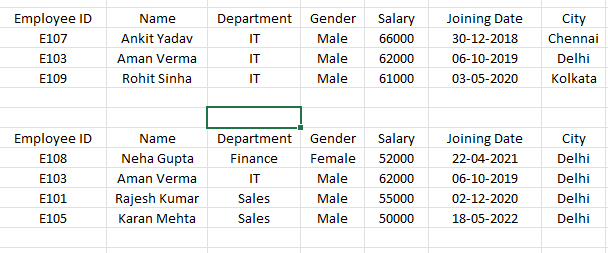 Employee ID Name Department Gender Salary Joining Date City
E107 Ankit Yadav IT Male 66000 30-12-2018 Chennai
E103 Aman Verma IT Male 62000 06-10-2019 Delhi
E109 Rohit Sinha IT Male 61000 03-05-2020 Kolkata
Employee ID Name Department Gender Salary Joining Date City
E108 Neha Gupta Finance Female 52000 22-04-2021 Delhi
E103 Aman Verma IT Male 62000 06-10-2019 Delhi
E101 Rajesh Kumar Sales Male 55000 02-12-2020 Delhi
E105 Karan Mehta Sales Male 50000 18-05-2022 Delhi